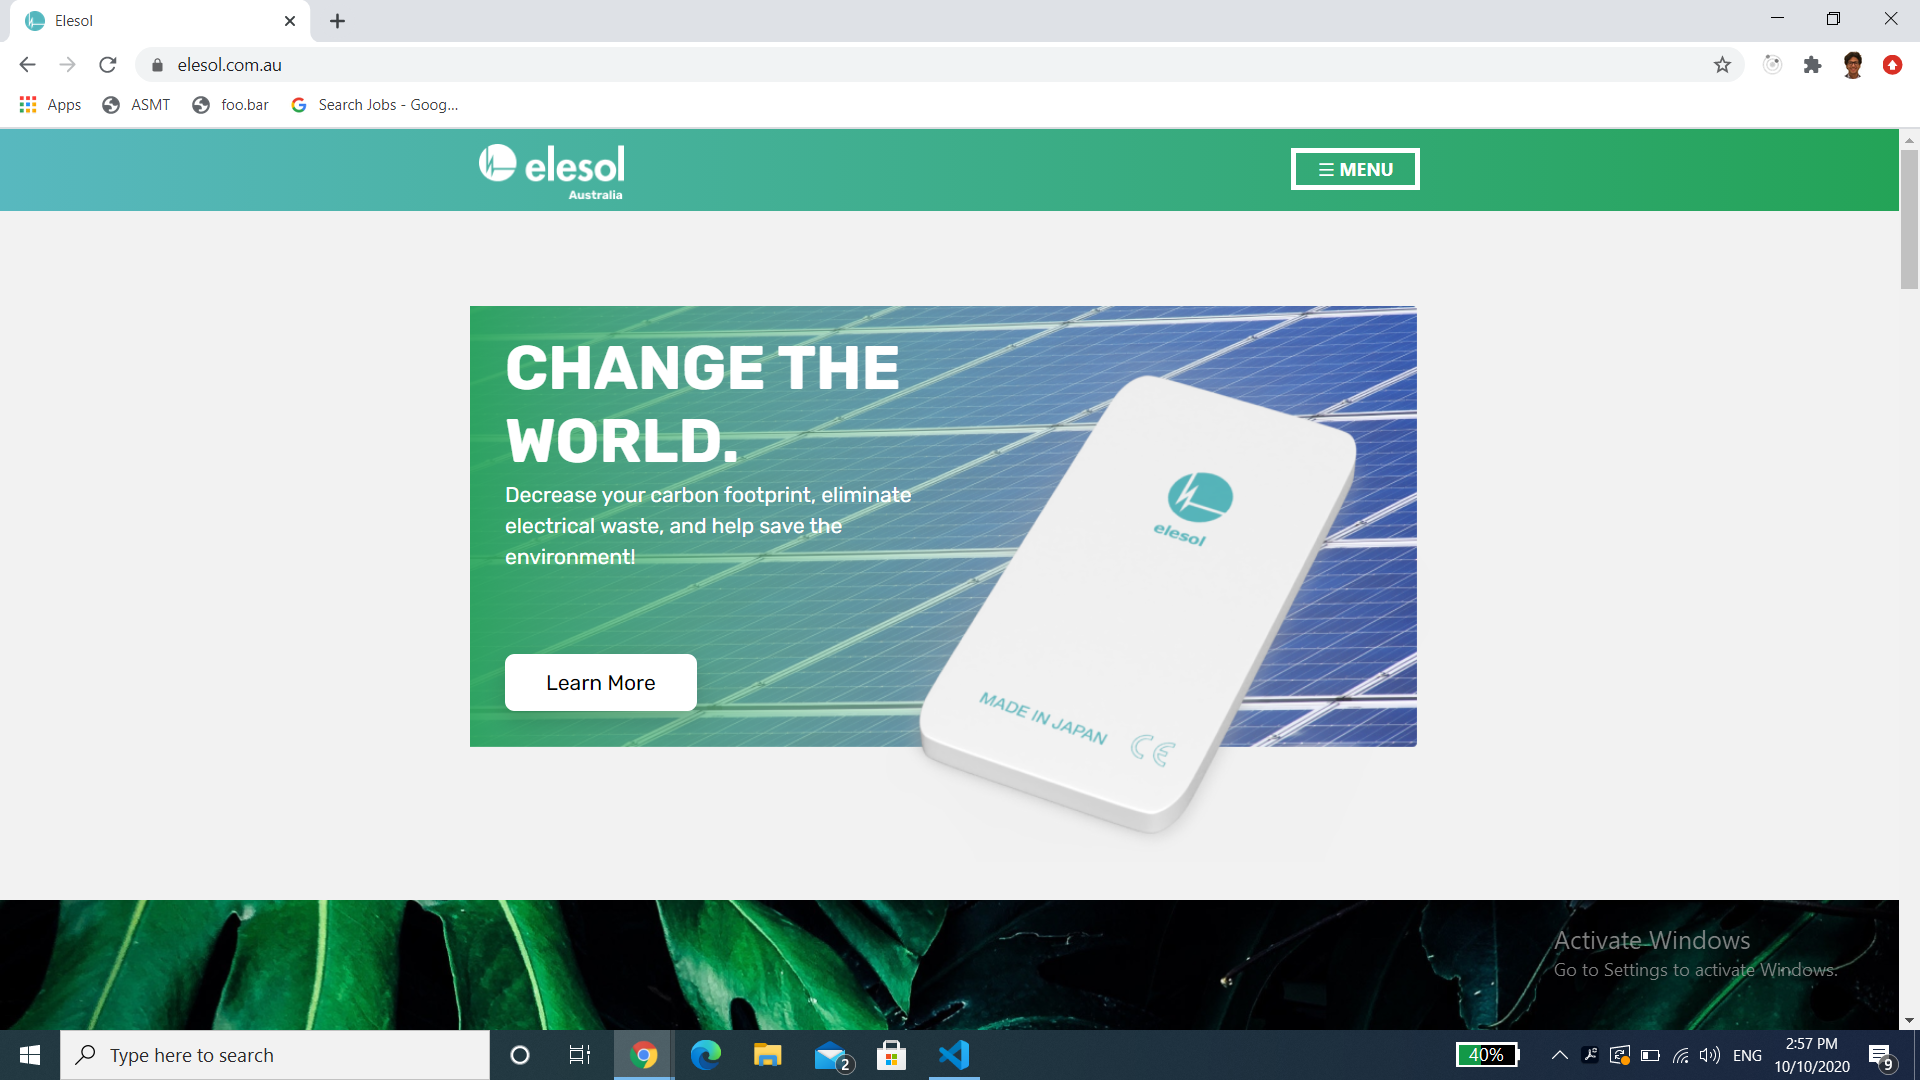 Elesol
elesol.com.au
Apps
ASMT
foo.bar
Search Jobs - Goog...
elesol
Australia
☰ MENU
CHANGE THE
WORLD.
Decrease your carbon footprint, eliminate
electrical waste, and help save the
environment!
Learn More
elesol
MADE IN JAPAN
CE
Activate Windows
Go to Settings to activate Windows.
Type here to search
2
40%
ENG
2:57 PM
10/10/2020
9